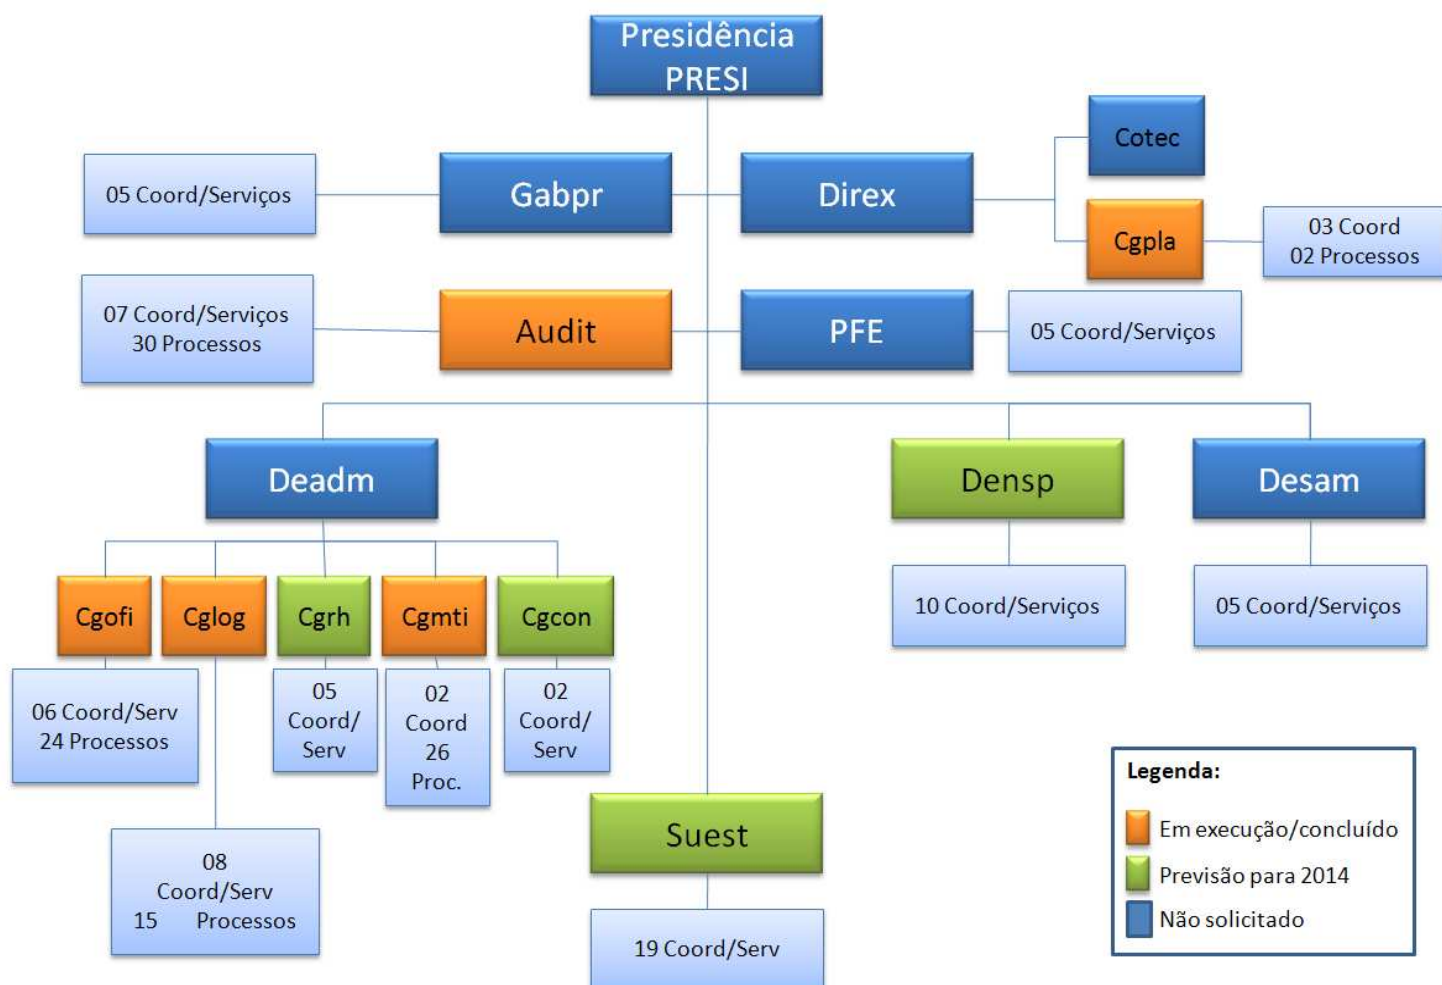 Presidência
PRESI
Cotec
05 Coord/Serviços
Gabpr
Direx
Cgpla
03 Coord
02 Processos
07 Coord/Serviços
30 Processos
Audit
PFE
05 Coord/Serviços
Deadm
Densp
Desam
Cgofi
Cglog
Cgrh
Cgmti
Cgcon
10 Coord/Serviços
05 Coord/Serviços
06 Coord/Serv
24 Processos
05
Coord/
Serv
02
Coord
26
Proc.
02
Coord/
Serv
08
Coord/Serv
15 Processos
Suest
19 Coord/Serv
Legenda:
Em execução/concluído
Previsão para 2014
Não solicitado